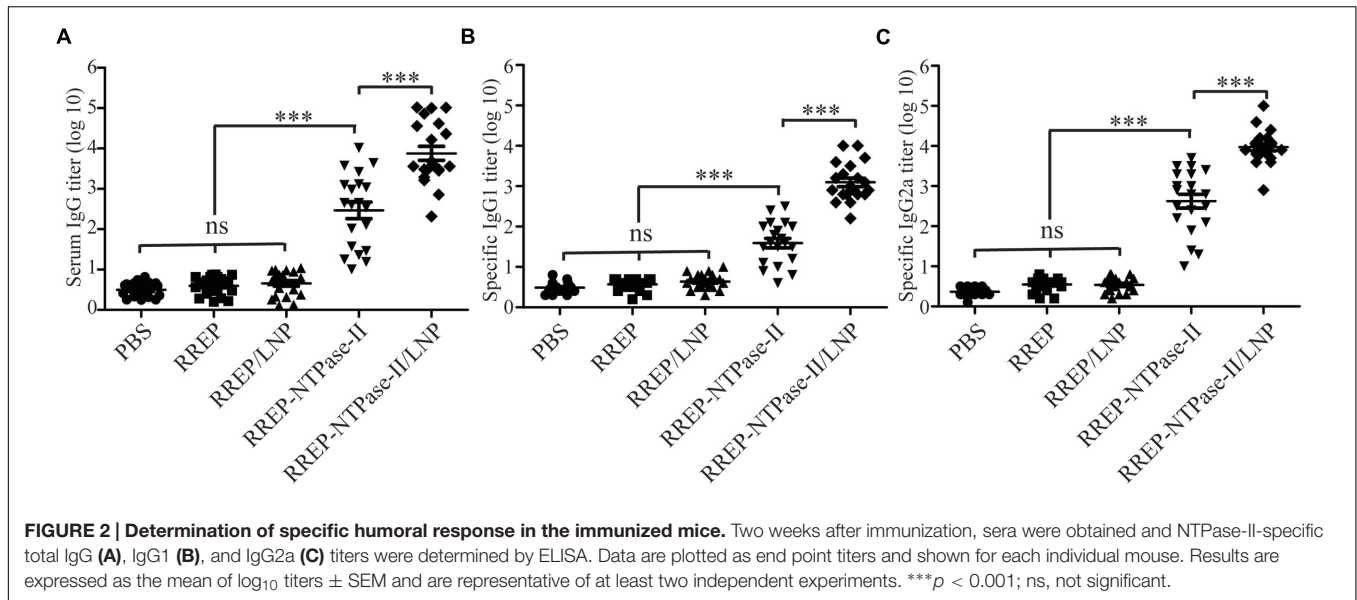 A
Serum IgG titer (log 10)
6
5
4
3
2
1
0
ns
***
***
PBS
RREP
RREP/LNP
RREP-NTPase-II
RREP-NTPase-II/LNP
B
Specific IgG1 titer (log 10)
6
5
4
3
2
1
0
ns
***
***
PBS
RREP
RREP/LNP
RREP-NTPase-II
RREP-NTPase-II/LNP
C
Specific IgG2a titer (log 10)
6
5
4
3
2
1
0
ns
***
***
PBS
RREP
RREP/LNP
RREP-NTPase-II
RREP-NTPase-II/LNP
FIGURE 2 | Determination of specific humoral response in the immunized mice. Two weeks after immunization, sera were obtained and NTPase-II-specific
total IgG (A), IgG1 (B), and IgG2a (C) titers were determined by ELISA. Data are plotted as end point titers and shown for each individual mouse. Results are
expressed as the mean of log₁₀ titers ± SEM and are representative of at least two independent experiments. ***p < 0.001; ns, not significant.